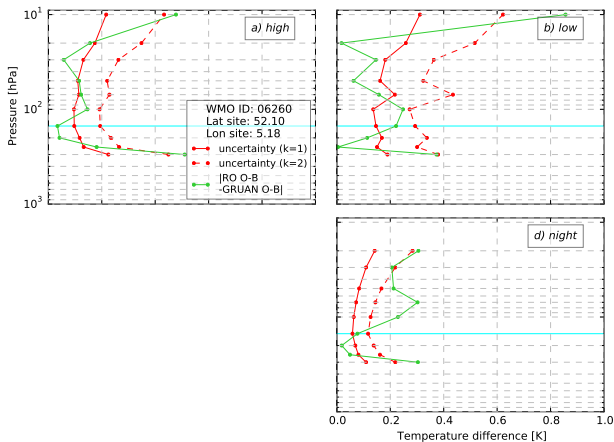 10¹
a) high
b) low
Pressure [hPa]
10²
WMO ID: 06260
Lat site: 52.10
Lon site: 5.18
uncertainty (k=1)
uncertainty (k=2)
|RO O-B
-GRUAN O-B|
10³
d) night
0.0 0.2 0.4 0.6 0.8 1.0
Temperature difference [K]